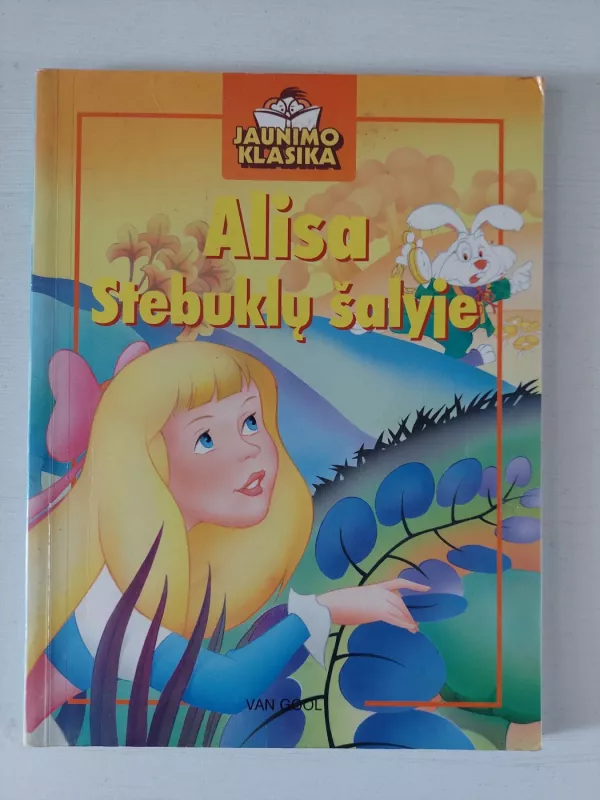 JAUNIMO
KLASIKA
Alisa
Stebuklų šalyje
VAN GOOL